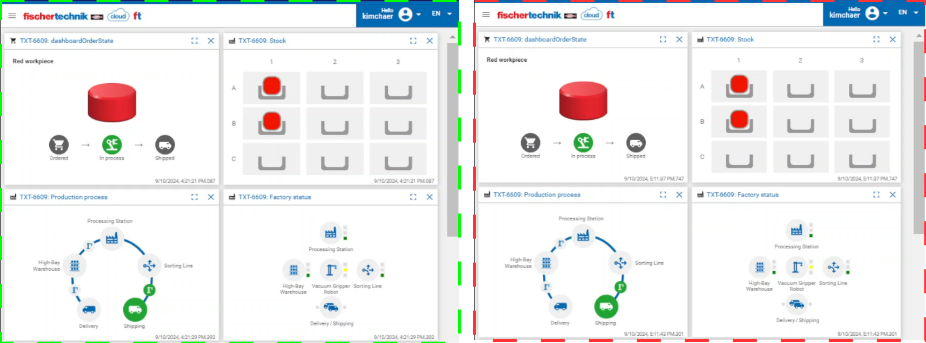 fischertechnik cloud ft
Hello
kimchaer
EN
TXT-6609: dashboardOrderState
Red workpiece
Ordered
In process
Shipped
9/10/2024, 4:21:21 PM.087
TXT-6609: Stock
1 2 3
A
B
C
9/10/2024, 4:21:21 PM.087
TXT-6609: Production process
Processing Station
High-Bay
Warehouse
Sorting Line
Delivery
Shipping
9/10/2024, 4:21:29 PM.392
TXT-6609: Factory status
Processing Station
High-Bay
Warehouse
Vacuum Gripper
Robot
Sorting Line
Delivery / Shipping
9/10/2024, 4:21:29 PM.392
fischertechnik cloud ft
Hello
kimchaer
EN
TXT-6609: dashboardOrderState
Red workpiece
Ordered
In process
Shipped
9/10/2024, 5:11:37 PM.747
TXT-6609: Stock
1 2 3
A
B
C
9/10/2024, 5:11:37 PM.747
TXT-6609: Production process
Processing Station
High-Bay
Warehouse
Sorting Line
Delivery
Shipping
9/10/2024, 5:11:43 PM.301
TXT-6609: Factory status
Processing Station
High-Bay
Warehouse
Vacuum Gripper
Robot
Sorting Line
Delivery / Shipping
9/10/2024, 5:11:43 PM.301